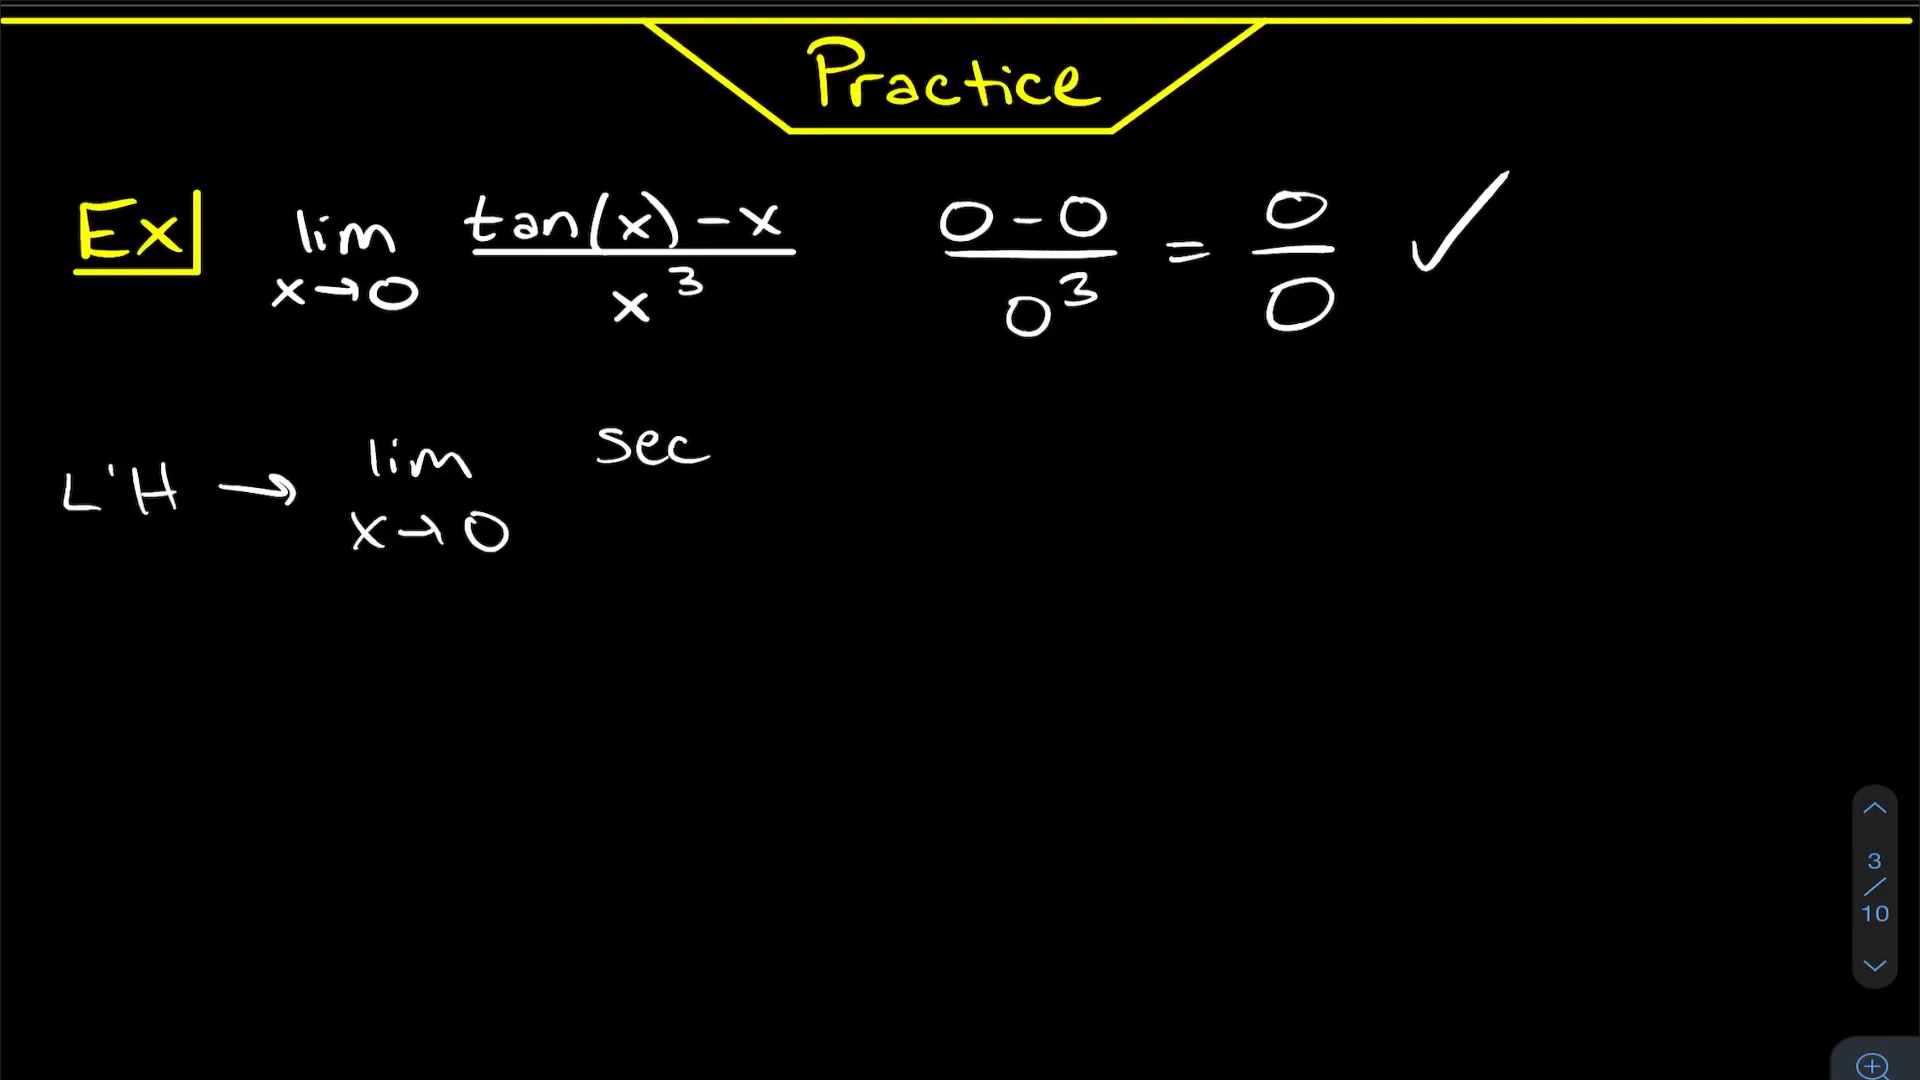 Practice
Ex lim x→0 (tan(x) - x)/x³ (0 - 0)/0³ = 0/0 ✓
L'H → lim x→0 sec
3 / 10